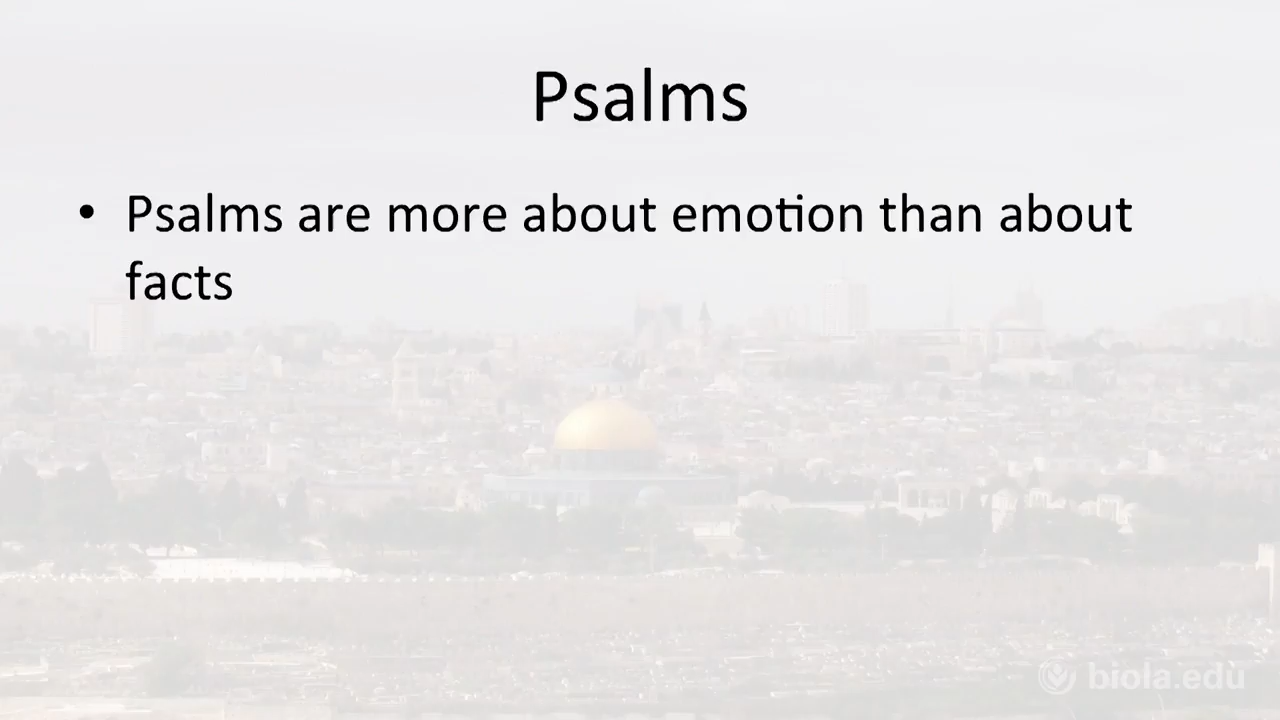 Psalms
• Psalms are more about emotion than about
facts
biola.edu